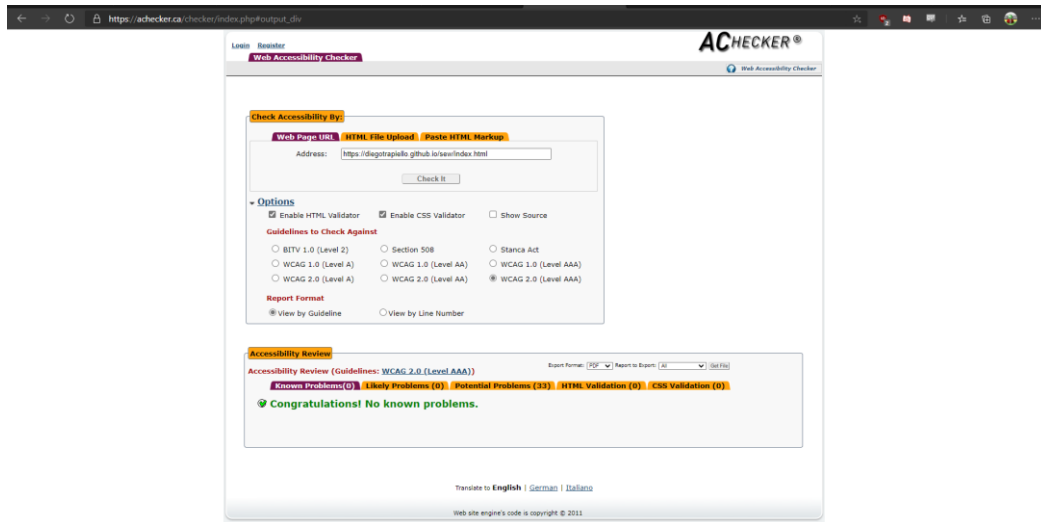 https://achecker.ca/checker/index.php#output_div
ACHECKER®
Login Register
Web Accessibility Checker
Web Accessibility Checker
Check Accessibility By:
Web Page URL HTML File Upload Paste HTML Markup
Address: https://diegotrapiello.github.io/sew/index.html
Check It
Options
Enable HTML Validator Enable CSS Validator Show Source
Guidelines to Check Against
BITV 1.0 (Level 2) Section 508 Stanca Act
WCAG 1.0 (Level A) WCAG 1.0 (Level AA) WCAG 1.0 (Level AAA)
WCAG 2.0 (Level A) WCAG 2.0 (Level AA) WCAG 2.0 (Level AAA)
Report Format
View by Guideline View by Line Number
Accessibility Review
Export Format: PDF Report to Export: All Get File
Accessibility Review (Guidelines: WCAG 2.0 (Level AAA))
Known Problems(0) Likely Problems (0) Potential Problems (33) HTML Validation (0) CSS Validation (0)
Congratulations! No known problems.
Translate to English | German | Italiano
Web site engine's code is copyright © 2011